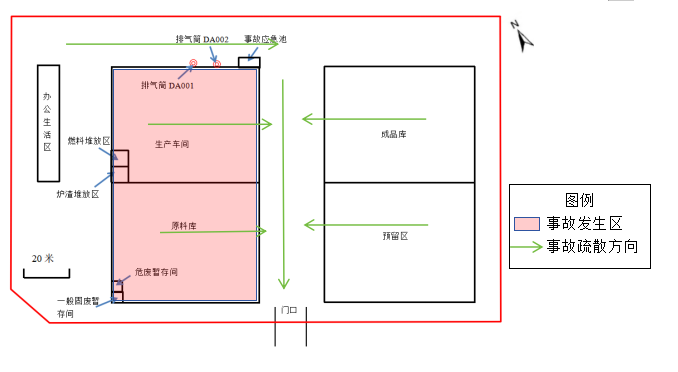 N
排气筒 DA002
事故应急池
排气筒 DA001
办公生活区
燃料堆放区
生产车间
成品库
炉渣堆放区
图例
事故发生区
原料库
预留区
事故疏散方向
20 米
危废暂存间
一般固废暂
存间
门口